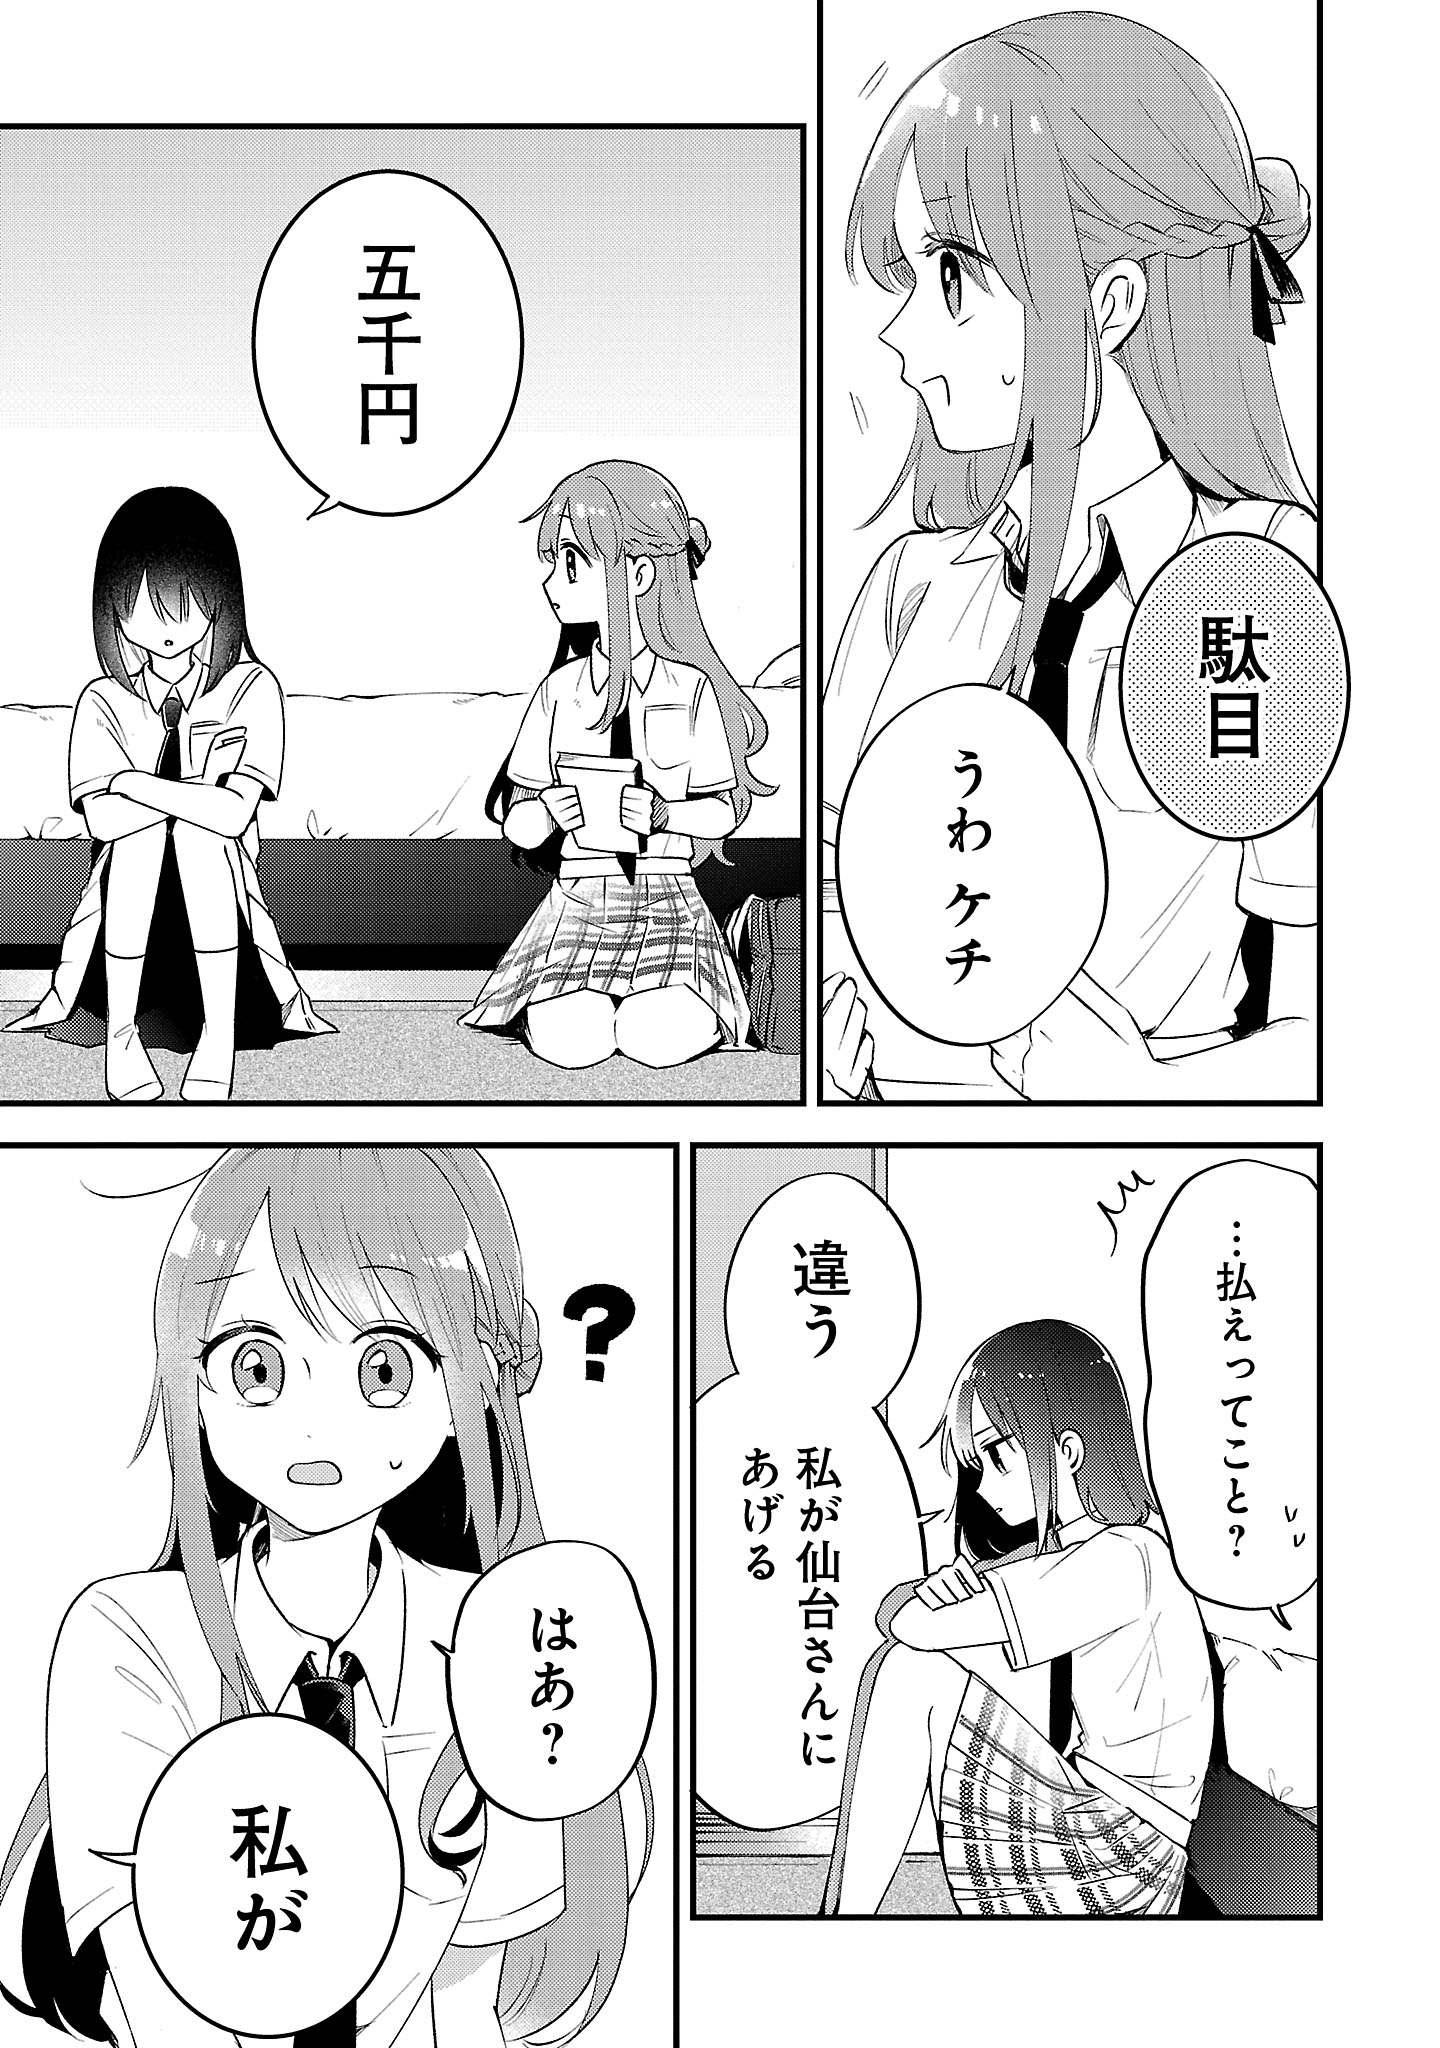 駄目
うわ ケチ
五千円
…払えってこと？
違う
私が仙台さんに
あげる
？
はあ？
私が